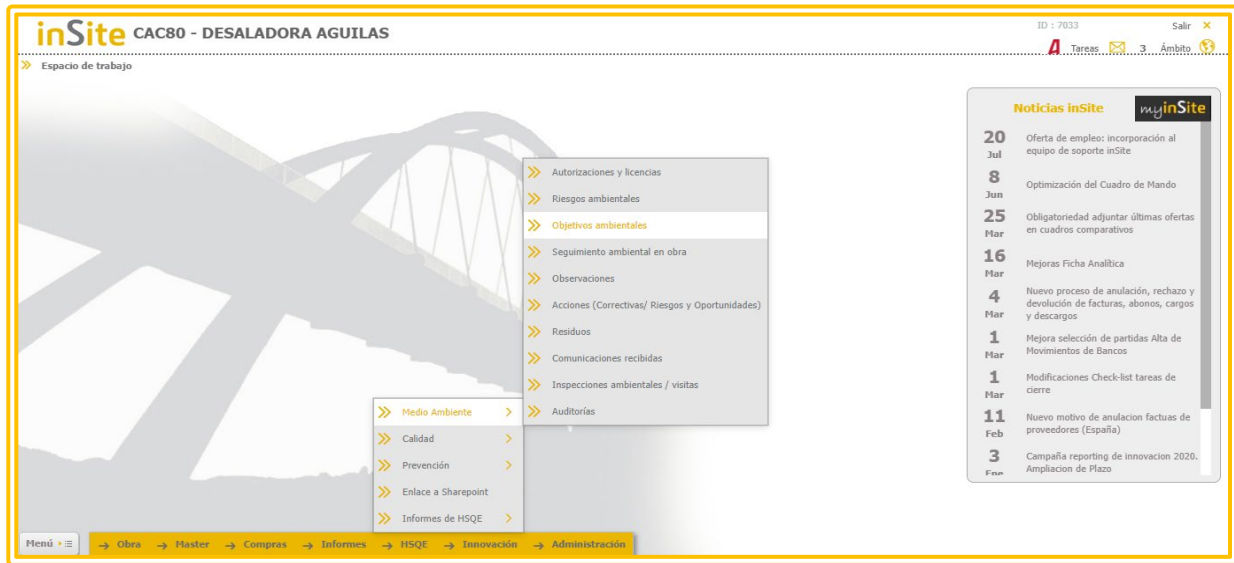 inSite CAC80 - DESALADORA AGUILAS
ID : 7033
Salir
Tareas
3 Ámbito
Espacio de trabajo
Noticias inSite
myinSite
20 Jul
Oferta de empleo: incorporación al
equipo de soporte inSite
8 Jun
Optimización del Cuadro de Mando
25 Mar
Obligatoriedad adjuntar últimas ofertas
en cuadros comparativos
16 Mar
Mejoras Ficha Analítica
4 Mar
Nuevo proceso de anulación, rechazo y
devolución de facturas, abonos, cargos
y descargos
1 Mar
Mejora selección de partidas Alta de
Movimientos de Bancos
1 Mar
Modificaciones Check-list tareas de
cierre
11 Feb
Nuevo motivo de anulacion factuas de
proveedores (España)
3 Ene
Campaña reporting de innovacion 2020.
Ampliacion de Plazo
Autorizaciones y licencias
Riesgos ambientales
Objetivos ambientales
Seguimiento ambiental en obra
Observaciones
Acciones (Correctivas/ Riesgos y Oportunidades)
Residuos
Comunicaciones recibidas
Inspecciones ambientales / visitas
Auditorías
Medio Ambiente
Calidad
Prevención
Enlace a Sharepoint
Informes de HSQE
Menú
Obra Master Compras Informes HSQE Innovación Administración